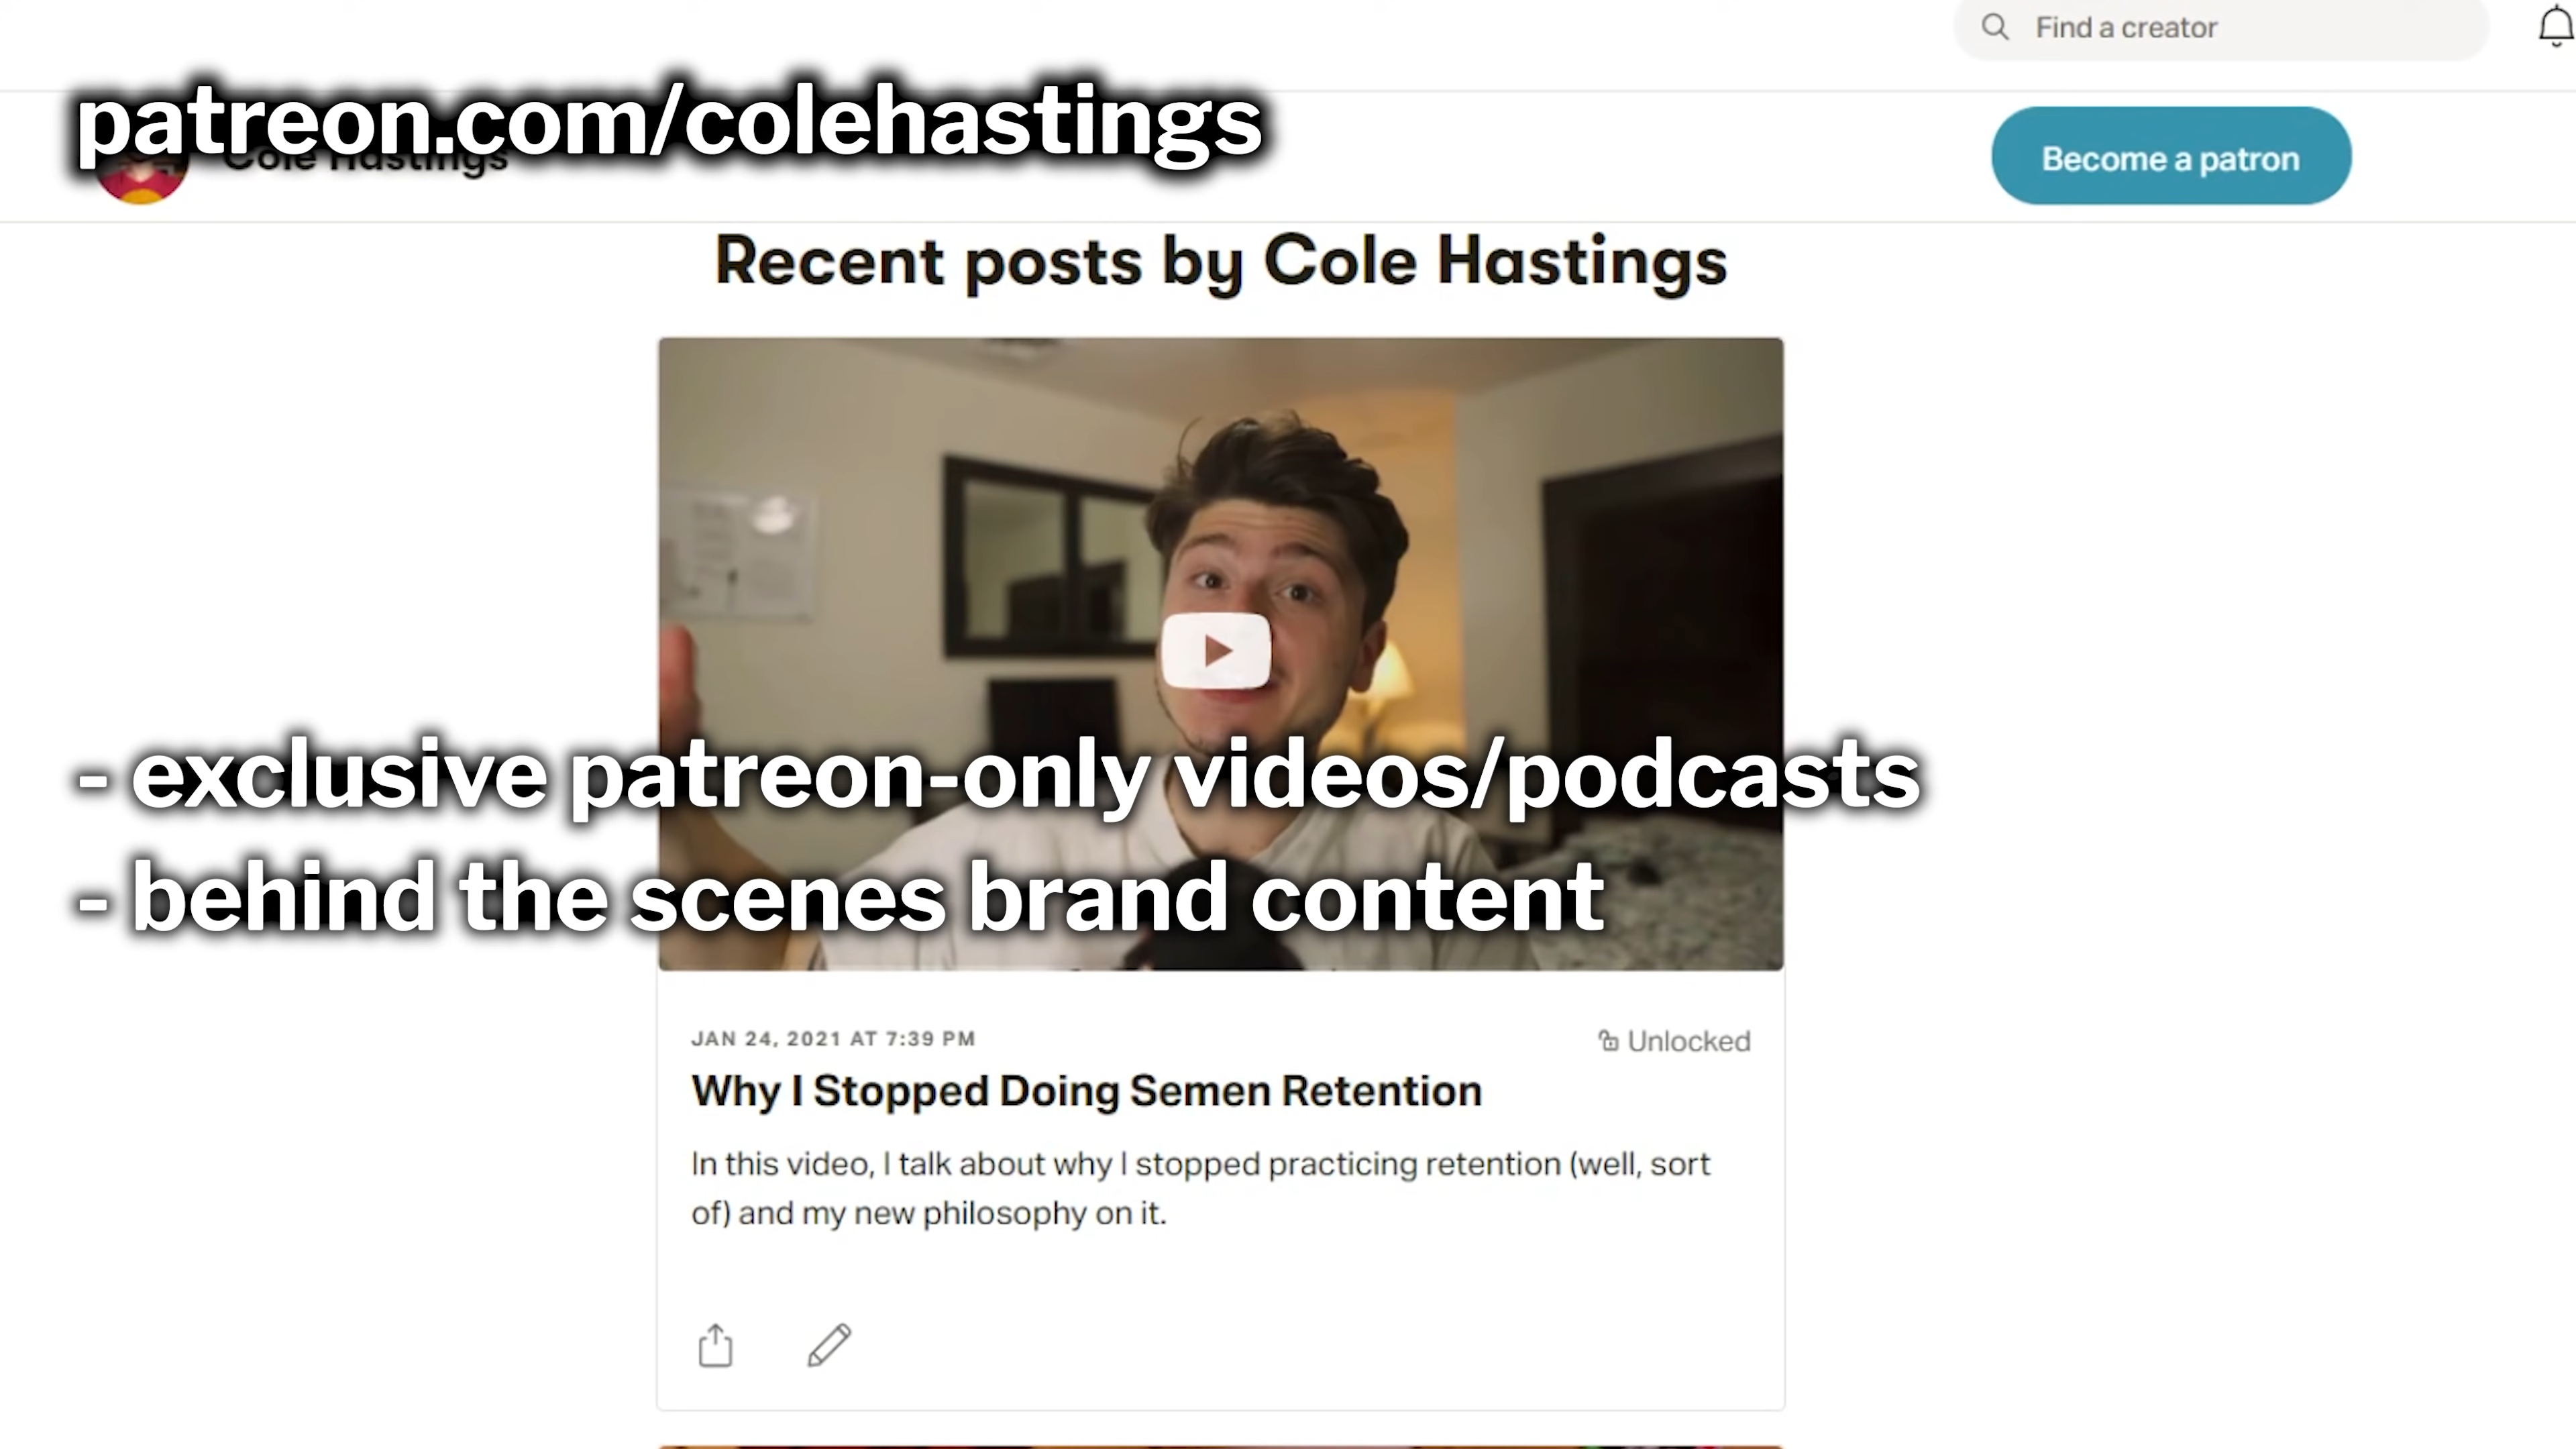 Find a creator
patreon.com/colehastings
Cole Hastings
Become a patron
Recent posts by Cole Hastings
- exclusive patreon-only videos/podcasts
- behind the scenes brand content
JAN 24, 2021 AT 7:39 PM
Unlocked
Why I Stopped Doing Semen Retention
In this video, I talk about why I stopped practicing retention (well, sort
of) and my new philosophy on it.